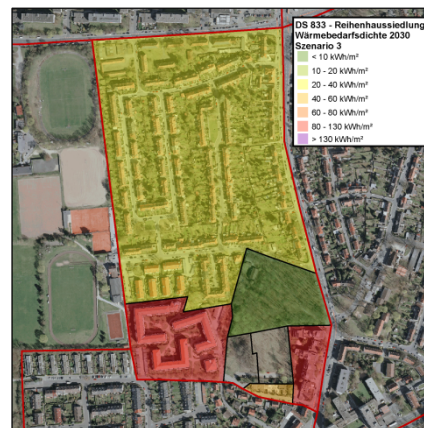 DS 833 - Reihenhaussiedlung
Wärmebedarfsdichte 2030
Szenario 3
< 10 kWh/m²
10 - 20 kWh/m²
20 - 40 kWh/m²
40 - 60 kWh/m²
60 - 80 kWh/m²
80 - 130 kWh/m²
> 130 kWh/m²